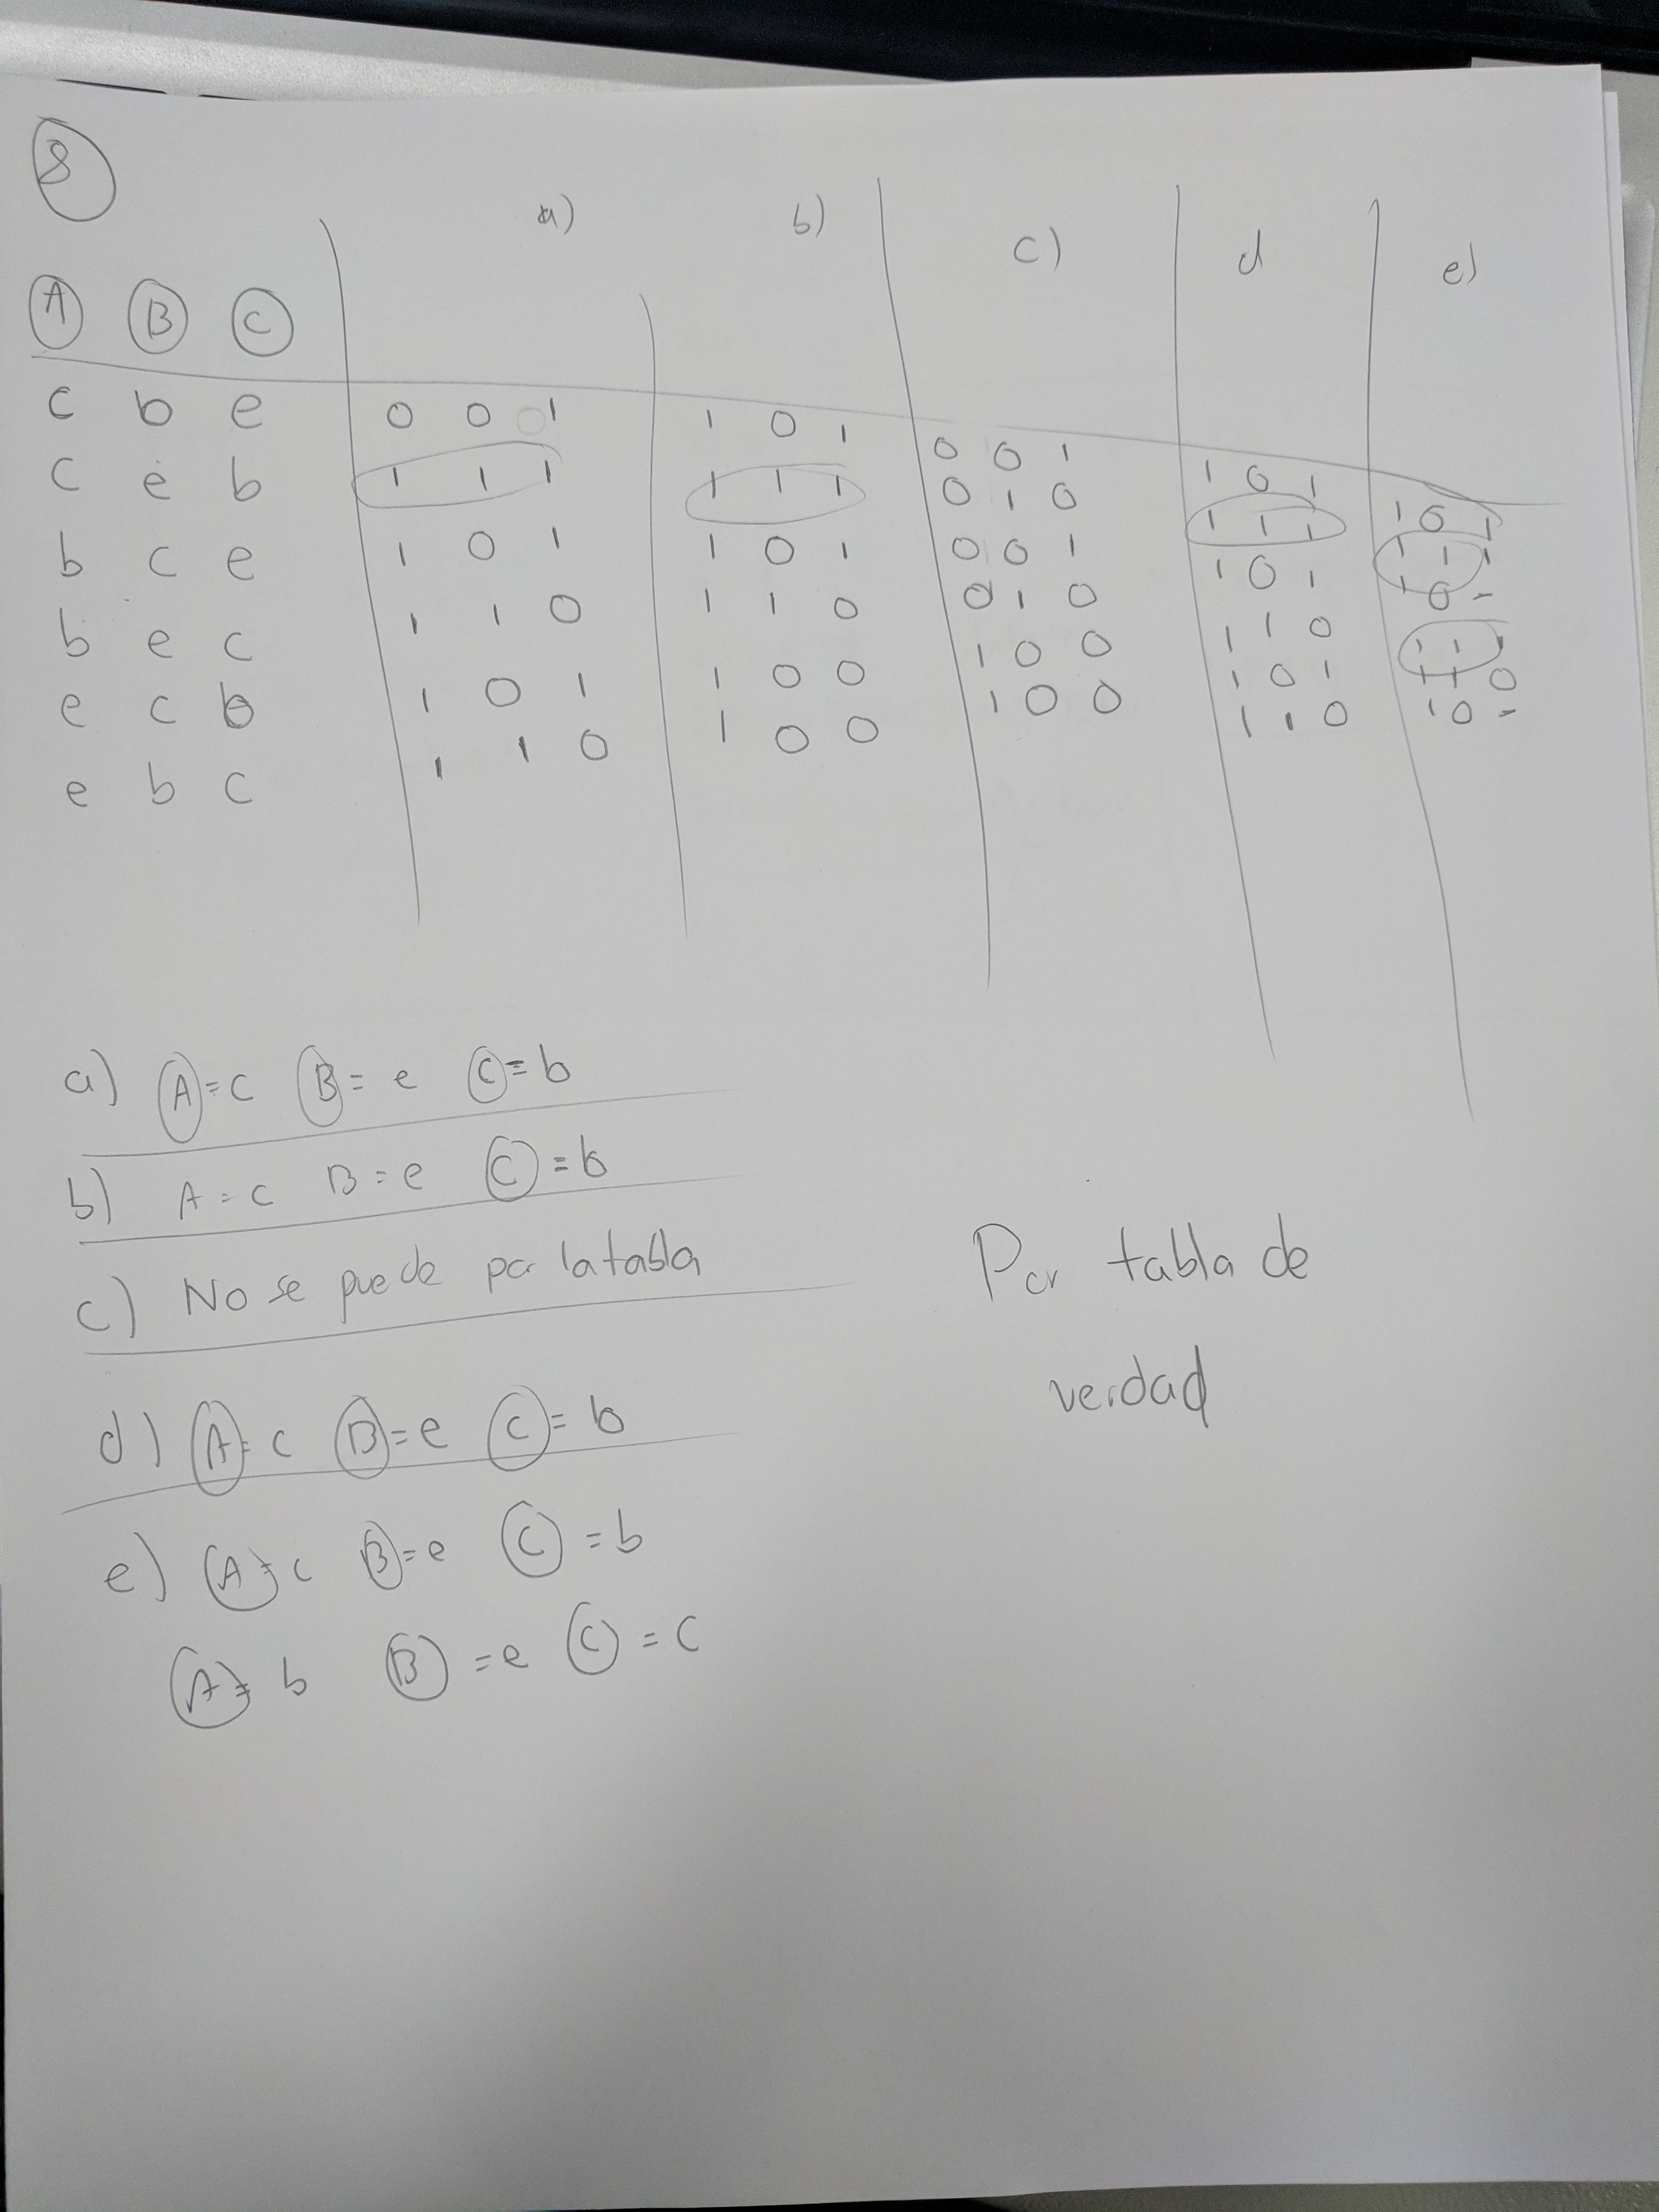 8
a) b) c) d e)
A B C
c b e 0 0 1 1 0 1 0 0 1 1 0 1 1 0 1
c e b 1 1 1 1 1 1 0 1 0 1 1 1 1 1 1
b c e 1 0 1 1 0 1 0 0 1 1 0 1 1 0 1
b e c 1 1 0 1 1 0 0 1 0 1 1 0 1 1 1
e c b 1 0 1 1 0 0 1 0 0 1 0 1 1 1 0
e b c 1 1 0 1 0 0 1 0 0 1 1 0 1 0 1
a) A = c B = e C = b
b) A = c B = e C = b
c) No se puede por la tabla
Por tabla de
verdad
d) A = c B = e C = b
e) A = c B = e C = b
A = b B = e C = c